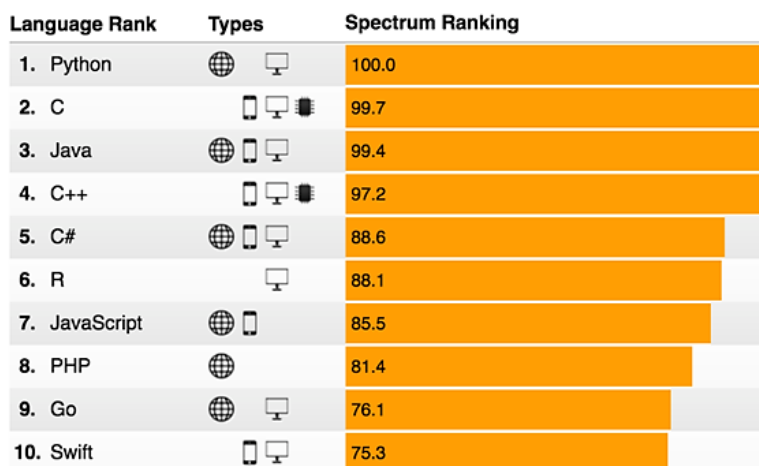 Language Rank Types Spectrum Ranking
1. Python 100.0
2. C 99.7
3. Java 99.4
4. C++ 97.2
5. C# 88.6
6. R 88.1
7. JavaScript 85.5
8. PHP 81.4
9. Go 76.1
10. Swift 75.3